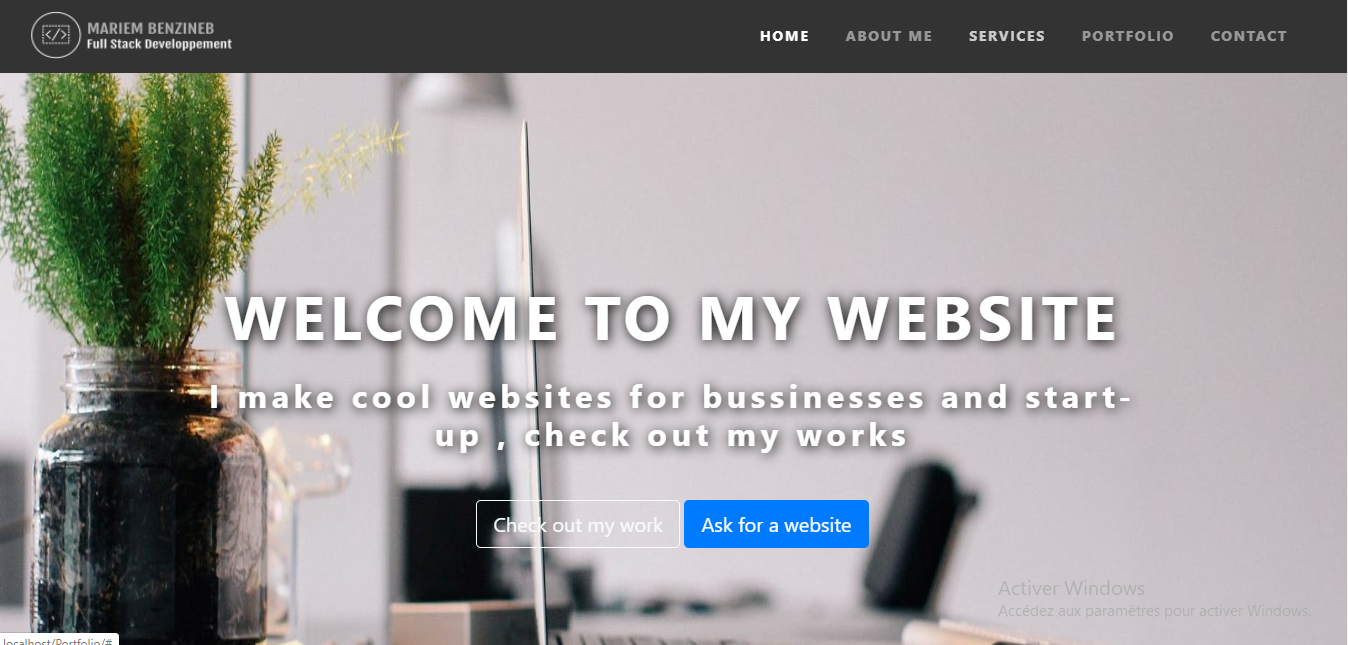 MARIEM BENZINEB
Full Stack Developpement
HOME ABOUT ME SERVICES PORTFOLIO CONTACT
WELCOME TO MY WEBSITE
I make cool websites for bussinesses and start-
up , check out my works
Check out my work Ask for a website
Activer Windows
Accédez aux paramètres pour activer Windows.
localhost/Portfolio/#